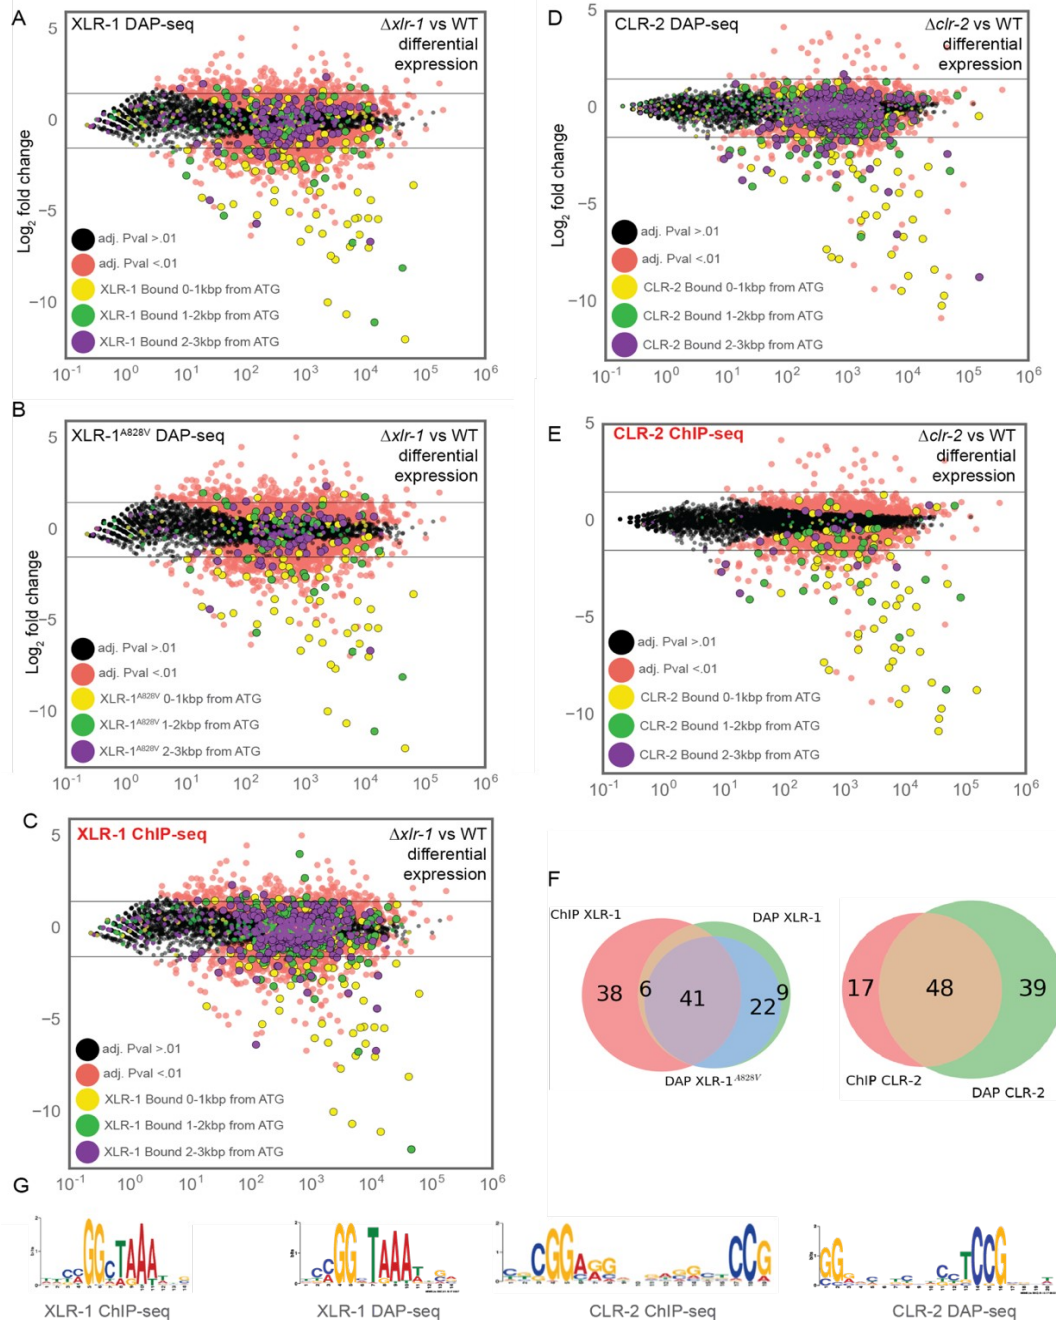 A
XLR-1 DAP-seq
Δxlr-1 vs WT
differential
expression
Log2 fold change
5
0
−5
−10
adj. Pval >.01
adj. Pval <.01
XLR-1 Bound 0-1kbp from ATG
XLR-1 Bound 1-2kbp from ATG
XLR-1 Bound 2-3kbp from ATG
10-1 100 101 102 103 104 105 106
B
XLR-1A828V DAP-seq
Δxlr-1 vs WT
differential
expression
Log2 fold change
5
0
−5
−10
adj. Pval >.01
adj. Pval <.01
XLR-1A828V 0-1kbp from ATG
XLR-1A828V 1-2kbp from ATG
XLR-1A828V 2-3kbp from ATG
10-1 100 101 102 103 104 105 106
C
XLR-1 ChIP-seq
Δxlr-1 vs WT
differential
expression
5
0
−5
−10
adj. Pval >.01
adj. Pval <.01
XLR-1 Bound 0-1kbp from ATG
XLR-1 Bound 1-2kbp from ATG
XLR-1 Bound 2-3kbp from ATG
10-1 100 101 102 103 104 105 106
D
CLR-2 DAP-seq
Δclr-2 vs WT
differential
expression
Log2 fold change
5
0
−5
−10
adj. Pval >.01
adj. Pval <.01
CLR-2 Bound 0-1kbp from ATG
CLR-2 Bound 1-2kbp from ATG
CLR-2 Bound 2-3kbp from ATG
10-1 100 101 102 103 104 105 106
E
CLR-2 ChIP-seq
Δclr-2 vs WT
differential
expression
5
0
−5
−10
adj. Pval >.01
adj. Pval <.01
CLR-2 Bound 0-1kbp from ATG
CLR-2 Bound 1-2kbp from ATG
CLR-2 Bound 2-3kbp from ATG
10-1 100 101 102 103 104 105 106
F
ChIP XLR-1
DAP XLR-1
38 6 41 22 9
DAP XLR-1A828V
17 48 39
ChIP CLR-2
DAP CLR-2
G
XLR-1 ChIP-seq
XLR-1 DAP-seq
CLR-2 ChIP-seq
CLR-2 DAP-seq